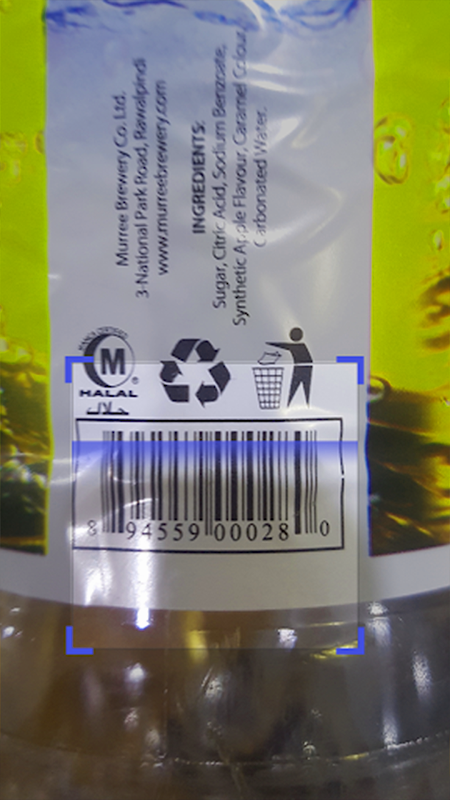 Murree Brewery Co. Ltd.
3-National Park Road, Rawalpindi
www.murreebrewery.com
INGREDIENTS:
Sugar, Citric Acid, Sodium Benzoate,
Synthetic Apple Flavour, Caramel Colour,
Carbonated Water.
M
®
HALAL
حلال
8 94559 00028 0